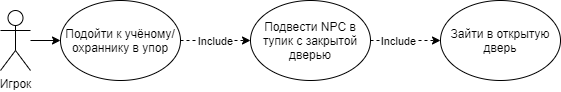 Подойти к учёному/
охраннику в упор
Include
Подвести NPC в
тупик с закрытой
дверью
Include
Зайти в открытую
дверь
Игрок